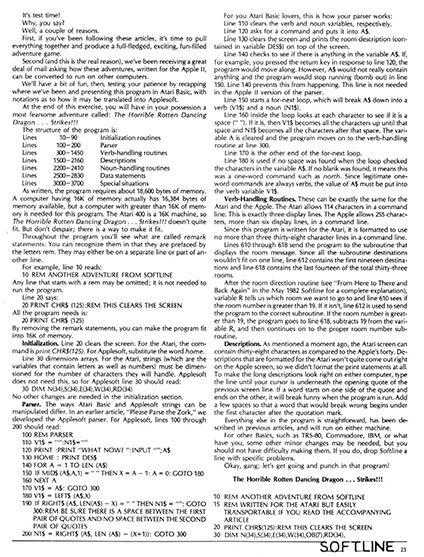 It's test time!
Why, you say?
Well, a couple of reasons.
First, if you've been following these articles, it's time to pull
everything together and produce a full-fledged, exciting, fun-filled
adventure game.
Second (and this is the real reason), we've been receiving a great
deal of mail asking how these adventures, written for the Apple II,
can be converted to run on other computers.
We'll have a bit of fun, then, testing your patience by recapping
where we've been and presenting this program in Atari Basic, with
notations as to how it may be translated into Applesoft.
At the end of this exercise, you will have in your possession a
most fearsome adventure called: The Horrible Rotten Dancing
Dragon . . . Strikes!!!
The structure of the program is:
Lines 10—90 Initialization routines
Lines 100—200 Parser
Lines 300—1450 Verb-handling routines
Lines 1500—2160 Descriptions
Lines 2200—2410 Noun-handling routines
Lines 2500—2830 Data statements
Lines 3000—3700 Special situations
As written, the program requires about 18,600 bytes of memory.
A computer having 16K of memory actually has 16,384 bytes of
memory available, but a computer with greater than 16K of mem-
ory is needed for this program. The Atari 400 is a 16K machine, so
The Horrible Rotten Dancing Dragon . . . Strikes!!! doesn't quite
fit. But don't despair; there is a way to make it fit.
Throughout the program you'll see what are called remark
statements. You can recognize them in that they are prefaced by
the letters rem. They may either be on a separate line or part of an-
other line.
For example, line 10 reads:
10 REM ANOTHER ADVENTURE FROM SOFTLINE
Any line that starts with a rem may be omitted; it is not needed to
run the program.
Line 20 says:
20 PRINT CHR$ (125):REM THIS CLEARS THE SCREEN
All the program needs is:
20 PRINT CHR$ (125)
By removing the remark statements, you can make the program fit
into 16K of memory.
Initialization. Line 20 clears the screen. For the Atari, the com-
mand is print CHR$(125). For Applesoft, substitute the word home.
Line 30 dimensions arrays. For the Atari, strings (which are the
variables that contain letters as well as numbers) must be dimen-
sioned for the number of characters they will handle. Applesoft
does not need this, so for Applesoft line 30 should read:
30 DIM N(34),S(34),E(34),W(34),RD(34)
No other changes are needed in the initialization section.
Parser. The ways Atari Basic and Applesoft strings can be
manipulated differ. In an earlier article, "Please Parse the Zork," we
developed the Applesoft parser. For Applesoft, lines 100 through
200 should read:
100 REM PARSER
110 V1$ = "":N1$=""
120 PRINT :PRINT "WHAT NOW? ":INPUT "";A$
130 HOME : PRINT DES$
140 FOR A = 1 TO LEN (A$)
150 IF MID$ (A$,A,1) = " " THEN X = A - 1: A = 0: GOTO 180
160 NEXT A
170 V1$ = A$: GOTO 300
180 V1$ = LEFT$ (A$,X)
190 IF RIGHT$ (A$, LEN(A$) - X) = " " THEN N1$ = "": GOTO
300:REM BE SURE THERE IS A SPACE BETWEEN THE FIRST
PAIR OF QUOTES AND NO SPACE BETWEEN THE SECOND
PAIR OF QUOTES
200 N1$ = RIGHT$ (A$, LEN (A$) - (X+1)): GOTO 300
For you Atari Basic lovers, this is how parser works:
Line 110 clears the verb and noun variables, respectively.
Line 120 asks for a command and puts it into A$.
Line 130 clears the screen and prints the room description (con-
tained in variable DES$) on top of the screen.
Line 140 checks to see if there is anything in the variable A$. If,
for example, you pressed the return key in response to line 120, the
program would move along. However, A$ would not really contain
anything and the program would stop running (bomb out) in line
150. Line 140 prevents this from happening. This line is not needed
in the Apple II version of the parser.
Line 150 starts a for-next loop, which will break A$ down into a
verb (V1$) and a noun (N1$).
Line 160 inside the loop looks at each character to see if it is a
space (" "). If it is, then V1$ becomes all the characters up until that
space and N1$ becomes all the characters after that space. The vari-
able A is cleared and the program moves on to the verb-handling
routine at line 300.
Line 170 is the other end of the for-next loop.
Line 180 is used if no space was found when the loop checked
the characters in the variable A$. If no blank was found, it means this
was a one-word command such as north. Since legitimate one-
word commands are always verbs, the value of A$ must be put into
the verb variable V1$.
Verb-Handling Routines. These can be exactly the same for the
Atari and the Apple. The Atari allows 114 characters in a command
line. This is exactly three display lines. The Apple allows 255 charac-
ters, more than six display lines, in a command line.
Since this program is written for the Atari, it is formatted to use
no more than three thirty-eight character lines in a command line.
Lines 610 through 618 send the program to the subroutine that
displays the room message. Since all the subroutine destinations
wouldn't fit on one line, line 612 contains the first nineteen destina-
tions and line 618 contains the last fourteen of the total thirty-three
rooms.
After the room direction routine (see "From Here to There and
Back Again" in the May 1982 Softline for a complete explanation),
variable R tells us which room we want to go to and line 610 sees if
the room number is greater than 19. If it isn't, line 612 is used to send
the program to the correct subroutine. If the room number is great-
er than 19, the program goes to line 618, subtracts 19 from the vari-
able R, and then continues on to the proper room number sub-
routine.
Descriptions. As mentioned a moment ago, the Atari screen can
contain thirty-eight characters as compared to the Apple's forty. De-
scriptions that are formatted for the Atari won't quite come out right
on the Apple screen, so we didn't format the print statements at all.
To make the long descriptions look right on either computer, type
the line until your cursor is underneath the opening quote of the
previous screen line. If a word starts on one side of the quote and
ends on the other, it will break funny when the program is run. Add
a few spaces so that a word that would break wrong begins under
the first character after the quotation mark.
Everything else in the program is straightforward, has been de-
scribed in previous articles, and will run on either machine.
For other Basics, such as TRS-80, Commodore, IBM, or what
have you, some other minor changes may be needed, but you
should not have difficulty making them. If you do, drop Softline a
line with specific problems.
Okay, gang; let's get going and punch in that program!
The Horrible Rotten Dancing Dragon . . . Strikes!!!
10 REM ANOTHER ADVENTURE FROM SOFTLINE
15 REM WRITTEN FOR THE ATARI BUT EASILY
TRANSPORTABLE IF YOU READ THE ACCOMPANYING
ARTICLE
20 PRINT CHR$(125):REM THIS CLEARS THE SCREEN
30 DIM N(34),S(34),E(34),W(34),OB(7),RD(34),
SOFTLINE 23